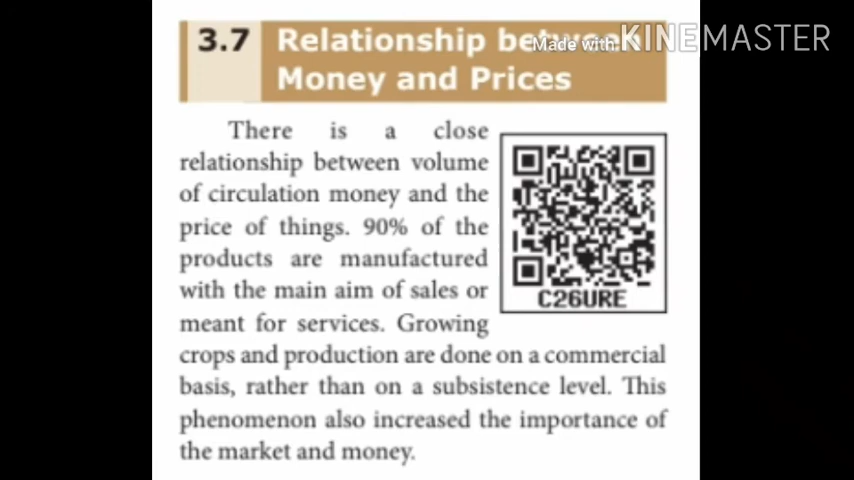 3.7 Relationship between
Money and Prices
Made with KINEMASTER
There is a close
relationship between volume
of circulation money and the
price of things. 90% of the
products are manufactured
with the main aim of sales or
meant for services. Growing
C26URE
crops and production are done on a commercial
basis, rather than on a subsistence level. This
phenomenon also increased the importance of
the market and money.